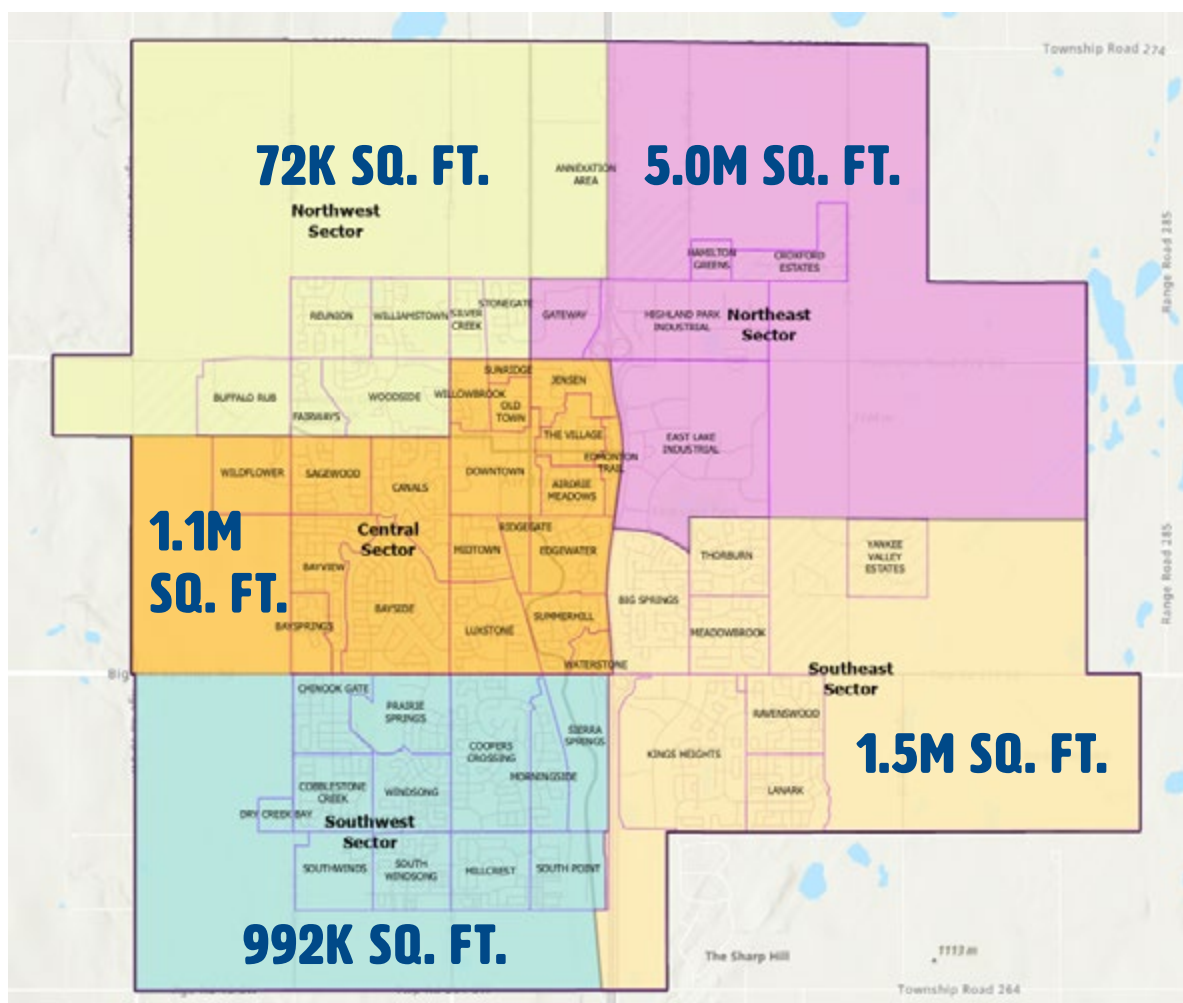 Township Road 274
72K SQ. FT.
5.0M SQ. FT.
ANNEXATION
AREA
Northwest
Sector
HAMILTON
GREENS
CROXFORD
ESTATES
Range Road 285
REUNION
WILLIAMSTOWN
SILVER
CREEK
STONEGATE
GATEWAY
HIGHLAND PARK
INDUSTRIAL
Northeast
Sector
BUFFALO RUB
FAIRWAYS
WOODSIDE
WILLOWBROOK
SUNRIDGE
OLD
TOWN
JENSEN
THE VILLAGE
EDMONTON
TRAIL
EAST LAKE
INDUSTRIAL
WILDFLOWER
SAGEWOOD
CANALS
DOWNTOWN
AIRDRIE
MEADOWS
1.1M
SQ. FT.
Central
Sector
RIDGEGATE
MIDTOWN
EDGEWATER
BAYVIEW
BAYSIDE
BAYSPRINGS
LUXSTONE
SUMMERHILL
WATERSTONE
BIG SPRINGS
THORBURN
MEADOWBROOK
YANKEE
VALLEY
ESTATES
Range Road 285
Southeast
Sector
1.5M SQ. FT.
Big
CHINOOK GATE
PRAIRIE
SPRINGS
COOPERS
CROSSING
SIERRA
SPRINGS
MORNINGSIDE
KINGS HEIGHTS
RAVENSWOOD
LANARK
COBBLESTONE
CREEK
WINDSONG
DRY CREEK BAY
Southwest
Sector
SOUTHWINDS
SOUTH
WINDSONG
HILLCREST
SOUTH POINT
992K SQ. FT.
The Sharp Hill
1113 m
Township Road 264